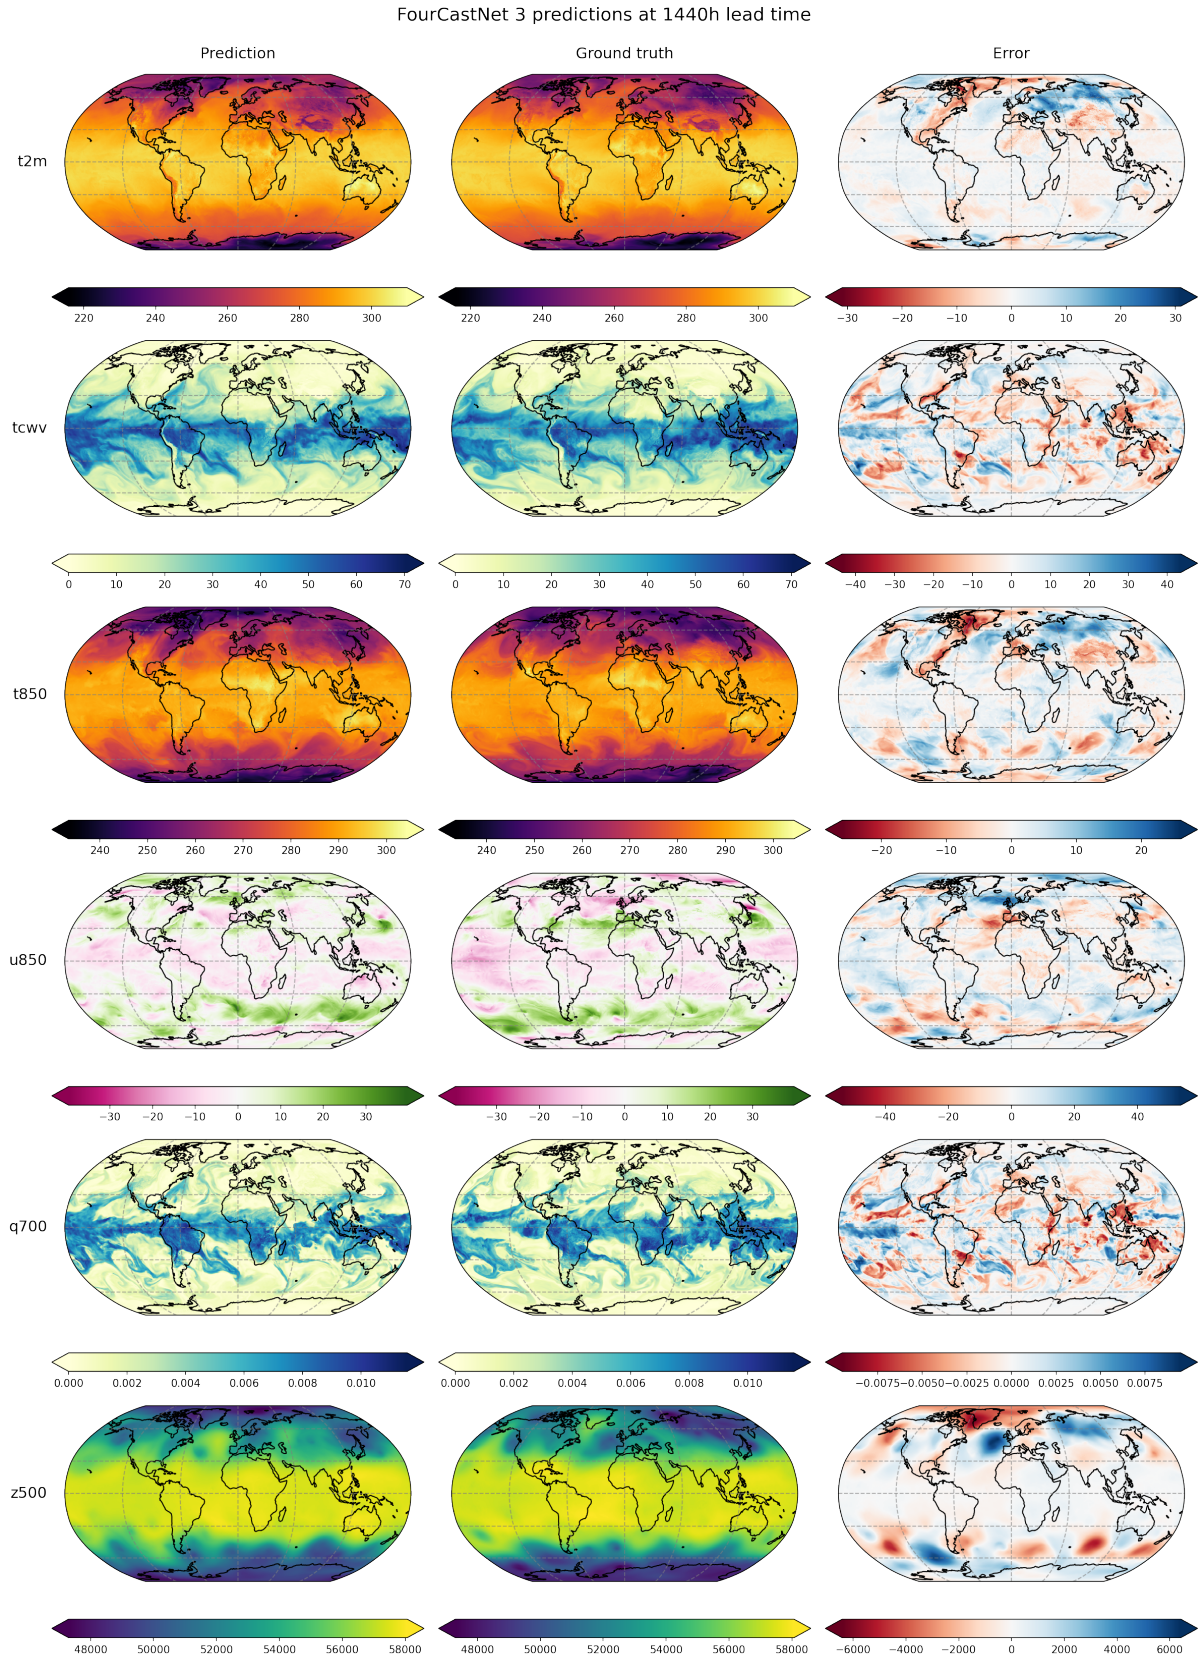 FourCastNet 3 predictions at 1440h lead time
Prediction Ground truth Error
t2m
220 240 260 280 300 220 240 260 280 300 −30 −20 −10 0 10 20 30
tcwv
0 10 20 30 40 50 60 70 0 10 20 30 40 50 60 70 −40 −30 −20 −10 0 10 20 30 40
t850
240 250 260 270 280 290 300 240 250 260 270 280 290 300 −20 −10 0 10 20
u850
−30 −20 −10 0 10 20 30 −30 −20 −10 0 10 20 30 −40 −20 0 20 40
q700
0.000 0.002 0.004 0.006 0.008 0.010 0.000 0.002 0.004 0.006 0.008 0.010 −0.0075 −0.0050 −0.0025 0.0000 0.0025 0.0050 0.0075
z500
48000 50000 52000 54000 56000 58000 48000 50000 52000 54000 56000 58000 −6000 −4000 −2000 0 2000 4000 6000